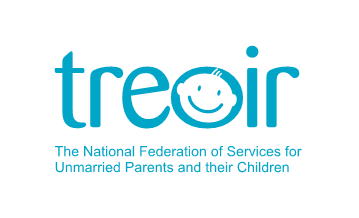 treoir
The National Federation of Services for
Unmarried Parents and their Children